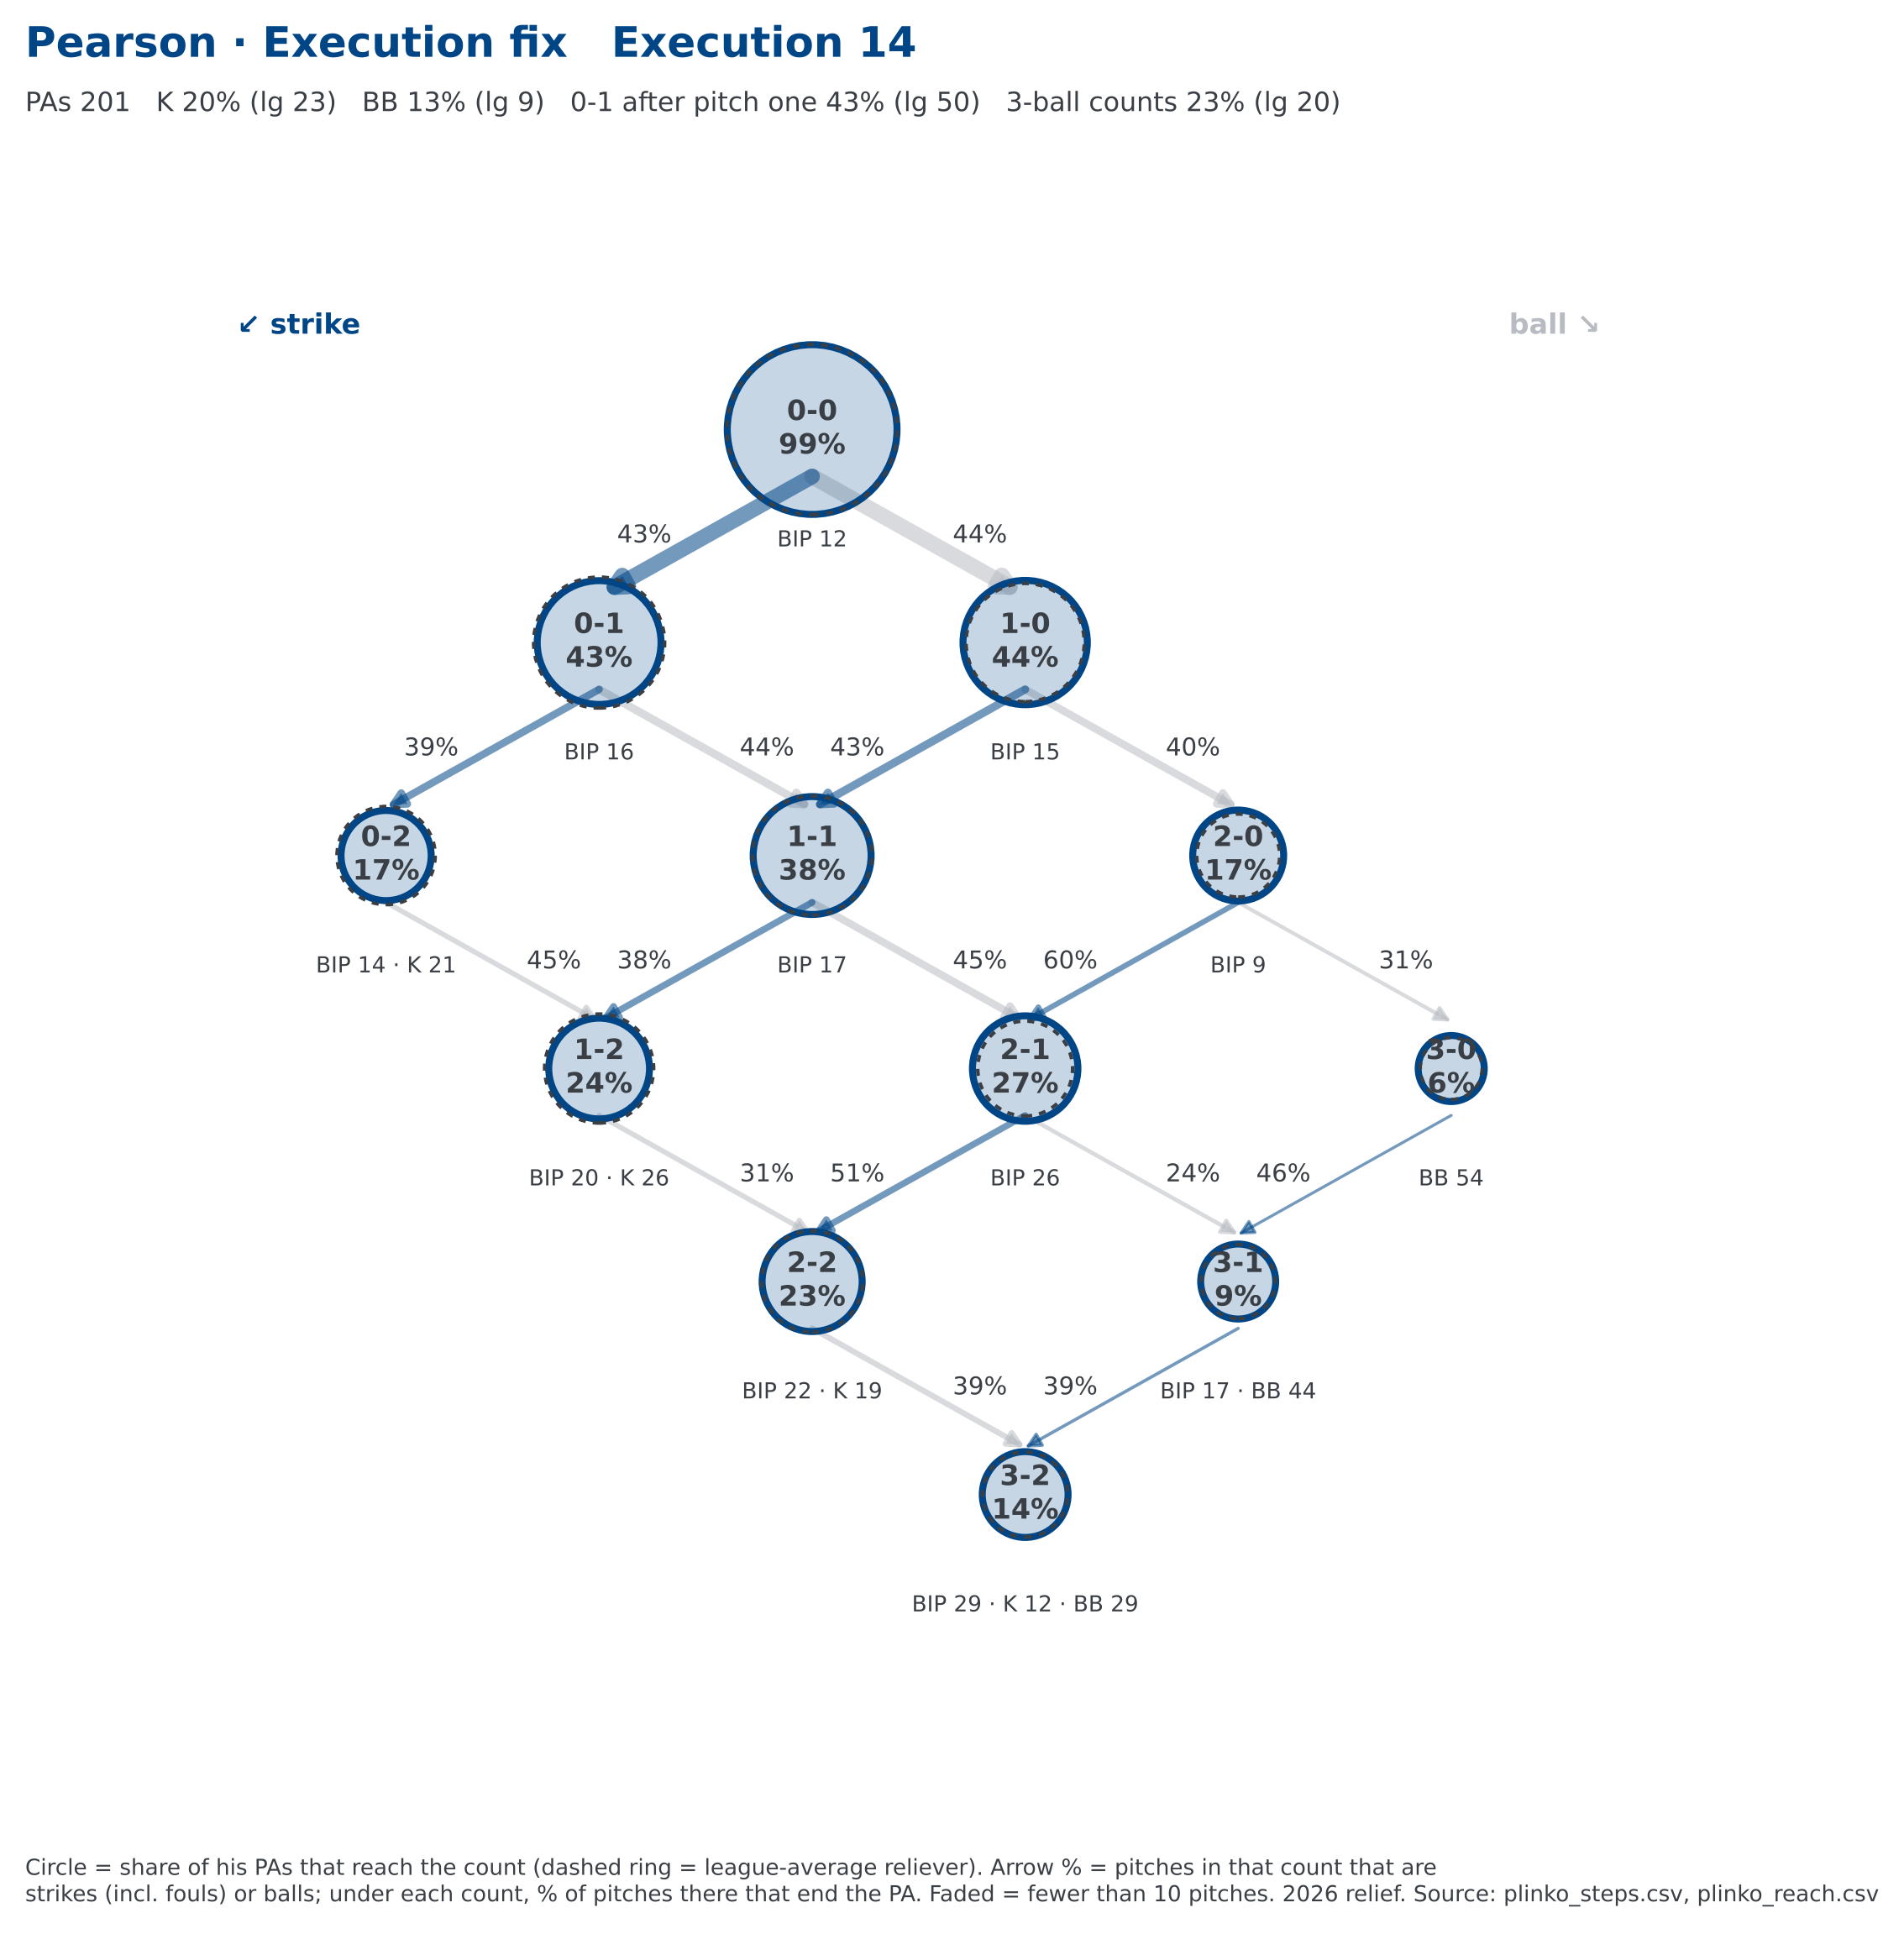 Pearson · Execution fix   Execution 14
PAs 201   K 20% (lg 23)   BB 13% (lg 9)   0-1 after pitch one 43% (lg 50)   3-ball counts 23% (lg 20)
↙ strike
ball ↘
0-0
99%
43%
BIP 12
44%
0-1
43%
1-0
44%
39%
BIP 16
44%
43%
BIP 15
40%
0-2
17%
1-1
38%
2-0
17%
BIP 14 · K 21
45%
38%
BIP 17
45%
60%
BIP 9
31%
1-2
24%
2-1
27%
3-0
6%
BIP 20 · K 26
31%
51%
BIP 26
24%
46%
BB 54
2-2
23%
3-1
9%
BIP 22 · K 19
39%
39%
BIP 17 · BB 44
3-2
14%
BIP 29 · K 12 · BB 29
Circle = share of his PAs that reach the count (dashed ring = league-average reliever). Arrow % = pitches in that count that are
strikes (incl. fouls) or balls; under each count, % of pitches there that end the PA. Faded = fewer than 10 pitches. 2026 relief. Source: plinko_steps.csv, plinko_reach.csv